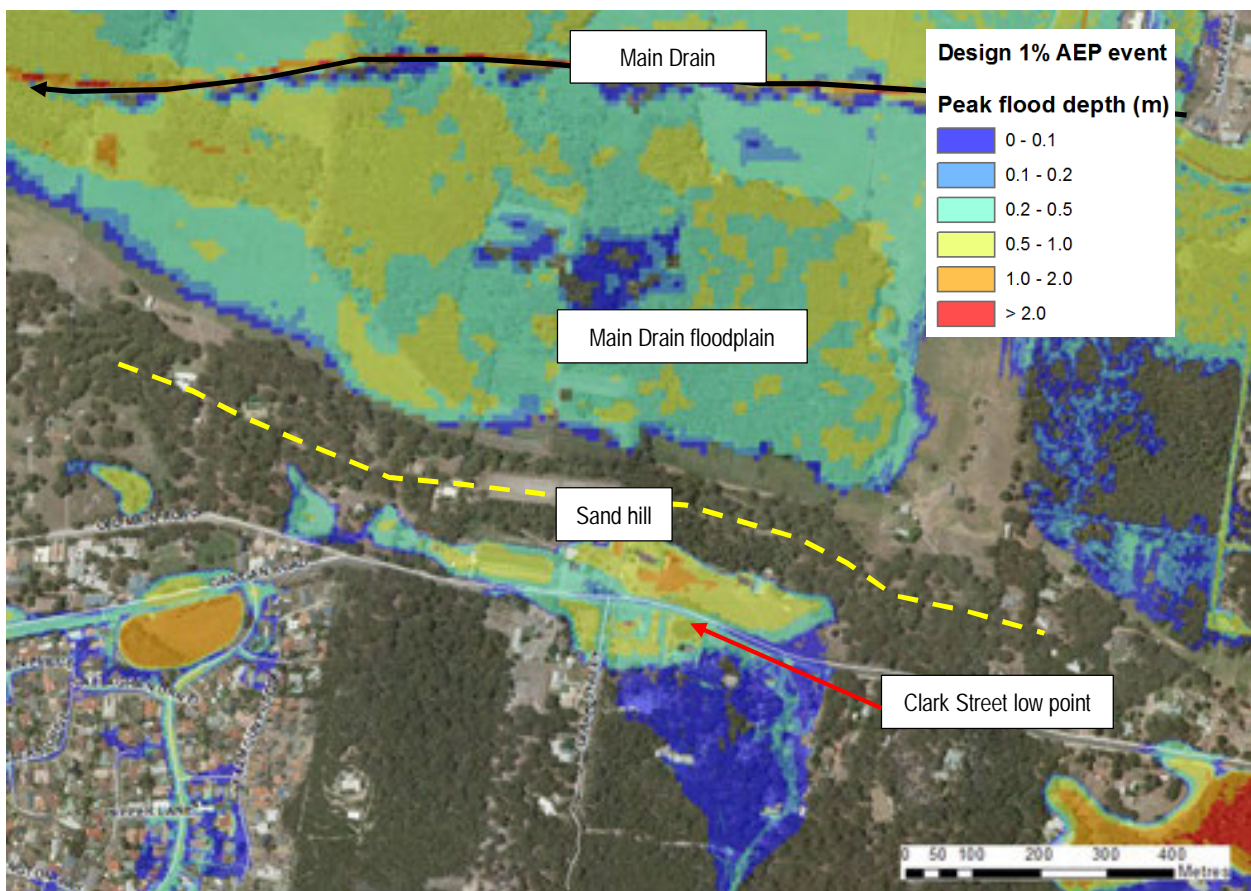 Main Drain
Design 1% AEP event
Peak flood depth (m)
0 - 0.1
0.1 - 0.2
0.2 - 0.5
0.5 - 1.0
1.0 - 2.0
> 2.0
Main Drain floodplain
Sand hill
Clark Street low point
0 50 100 200 300 400
Metres